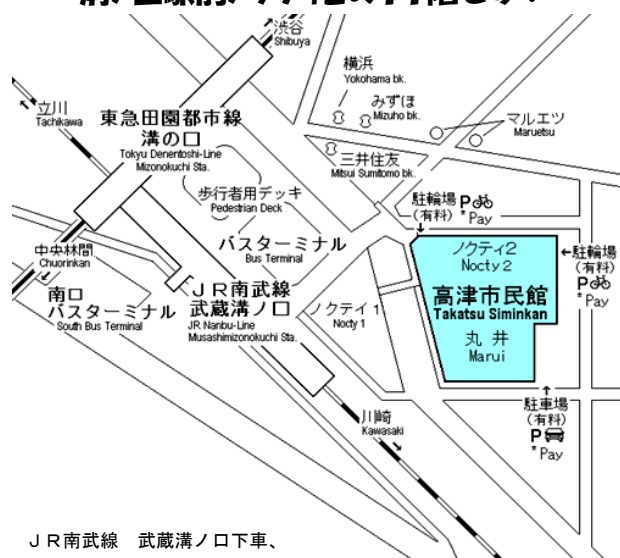 渋谷
Shibuya
横浜
Yokohama bk.
みずほ
Mizuho bk.
立川
Tachikawa
マルエツ
Maruetsu
東急田園都市線
溝の口
Tokyu Denentoshi-Line
Mizonokuchi Sta.
三井住友
Mitsui Sumitomo bk.
歩行者用デッキ
Pedestrian Deck
駐輪場 P
(有料) *Pay
バスターミナル
Bus Terminal
中央林間
Chuorinkan
ノクティ2
Nocty 2
←駐輪場
(有料)
P
*Pay
南口
バスターミナル
South Bus Terminal
JR南武線
武蔵溝ノ口
JR Nanbu-Line
Musashimizonokuchi Sta.
ノクティ1
Nocty 1
高津市民館
Takatsu Siminkan
丸井
Marui
駐車場
(有料)
P
*Pay
川崎
Kawasaki
JR南武線 武蔵溝ノ口下車、